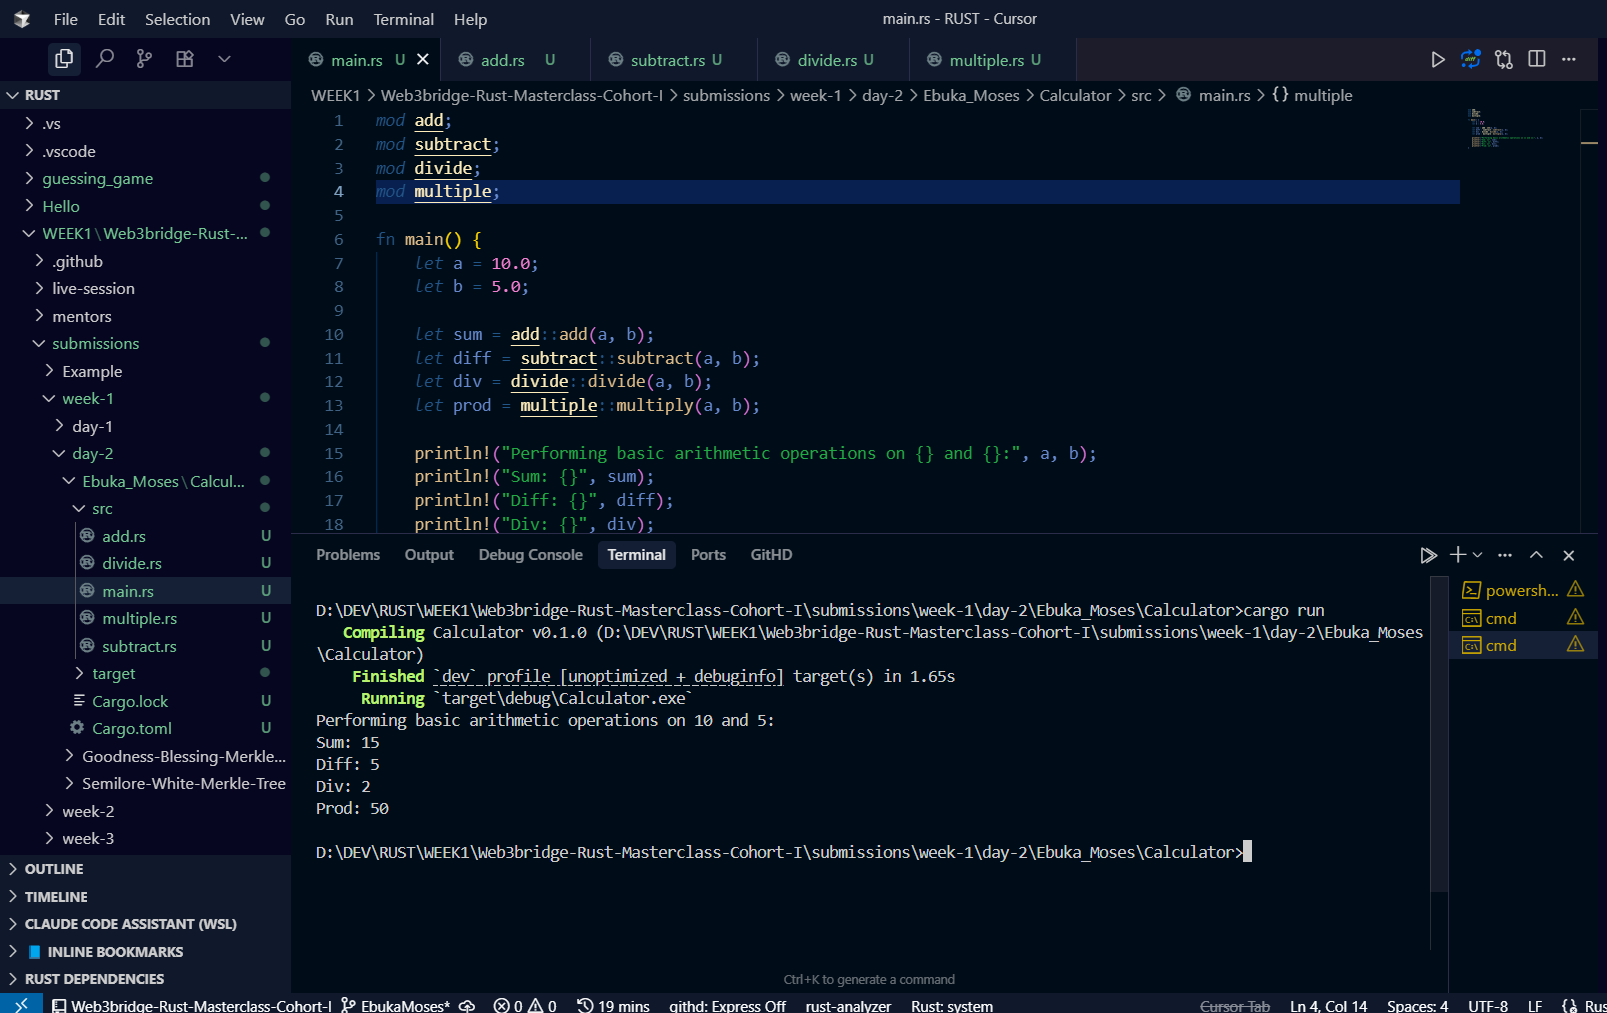 File Edit Selection View Go Run Terminal Help
main.rs - RUST - Cursor
main.rs U
add.rs U
subtract.rs U
divide.rs U
multiple.rs U
RUST
.vs
.vscode
guessing_game
Hello
WEEK1\Web3bridge-Rust-...
.github
live-session
mentors
submissions
Example
week-1
day-1
day-2
Ebuka_Moses\Calcul...
src
add.rs U
divide.rs U
main.rs U
multiple.rs U
subtract.rs U
target
Cargo.lock U
Cargo.toml U
Goodness-Blessing-Merkle...
Semilore-White-Merkle-Tree
week-2
week-3
OUTLINE
TIMELINE
CLAUDE CODE ASSISTANT (WSL)
INLINE BOOKMARKS
RUST DEPENDENCIES
WEEK1 > Web3bridge-Rust-Masterclass-Cohort-I > submissions > week-1 > day-2 > Ebuka_Moses > Calculator > src > main.rs > {} multiple
1 mod add;
2 mod subtract;
3 mod divide;
4 mod multiple;
5
6 fn main() {
7 let a = 10.0;
8 let b = 5.0;
9
10 let sum = add::add(a, b);
11 let diff = subtract::subtract(a, b);
12 let div = divide::divide(a, b);
13 let prod = multiple::multiply(a, b);
14
15 println!("Performing basic arithmetic operations on {} and {}:", a, b);
16 println!("Sum: {}", sum);
17 println!("Diff: {}", diff);
18 println!("Div: {}", div);
Problems Output Debug Console Terminal Ports GitHD
D:\DEV\RUST\WEEK1\Web3bridge-Rust-Masterclass-Cohort-I\submissions\week-1\day-2\Ebuka_Moses\Calculator>cargo run
Compiling Calculator v0.1.0 (D:\DEV\RUST\WEEK1\Web3bridge-Rust-Masterclass-Cohort-I\submissions\week-1\day-2\Ebuka_Moses
\Calculator)
Finished `dev` profile [unoptimized + debuginfo] target(s) in 1.65s
Running `target\debug\Calculator.exe`
Performing basic arithmetic operations on 10 and 5:
Sum: 15
Diff: 5
Div: 2
Prod: 50
D:\DEV\RUST\WEEK1\Web3bridge-Rust-Masterclass-Cohort-I\submissions\week-1\day-2\Ebuka_Moses\Calculator>
powersh...
cmd
cmd
Ctrl+K to generate a command
Web3bridge-Rust-Masterclass-Cohort-I EbukaMoses* 0 0 19 mins githd: Express Off rust-analyzer Rust: system Cursor Tab Ln 4, Col 14 Spaces: 4 UTF-8 LF {} Rus